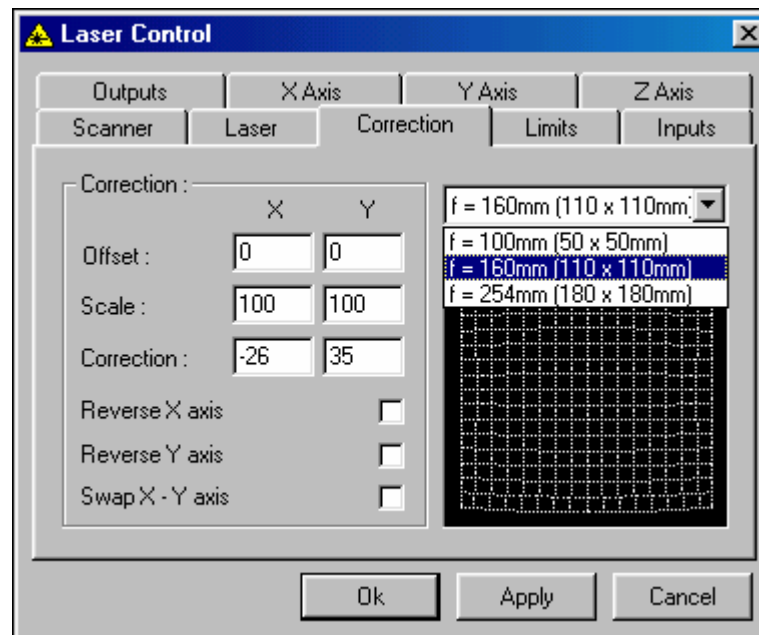 Laser Control
Outputs X Axis Y Axis Z Axis
Scanner Laser Correction Limits Inputs
Correction :
X Y
Offset : 0 0
Scale : 100 100
Correction : -26 35
Reverse X axis
Reverse Y axis
Swap X - Y axis
f = 160mm (110 x 110mm)
f = 100mm (50 x 50mm)
f = 160mm (110 x 110mm)
f = 254mm (180 x 180mm)
Ok Apply Cancel